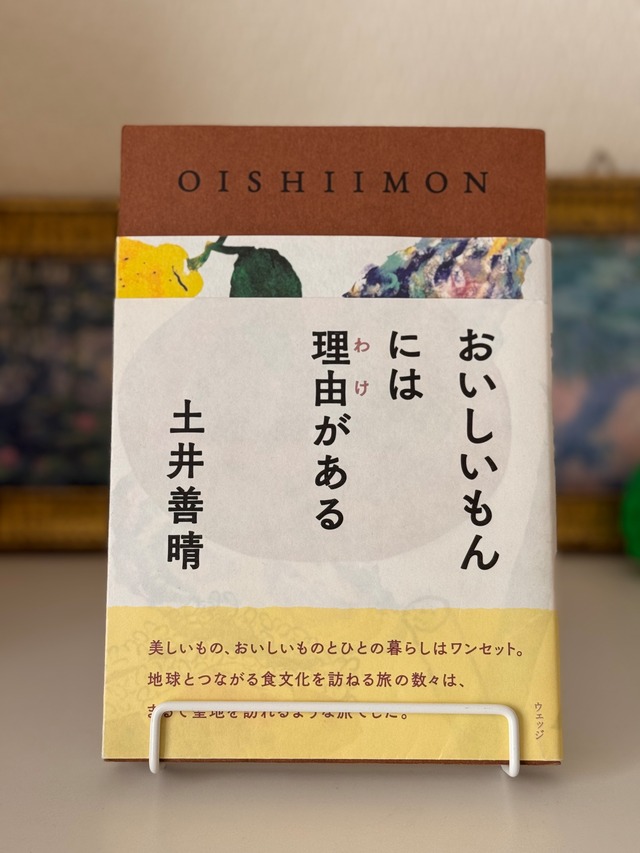 OISHIIMON
おいしいもん
には
理由がある
わけ
土井善晴
美しいもの、おいしいものとひとの暮らしはワンセット。
地球とつながる食文化を訪ねる旅の数々は、
まるで聖地を訪れるような旅でした。
ウェッジ